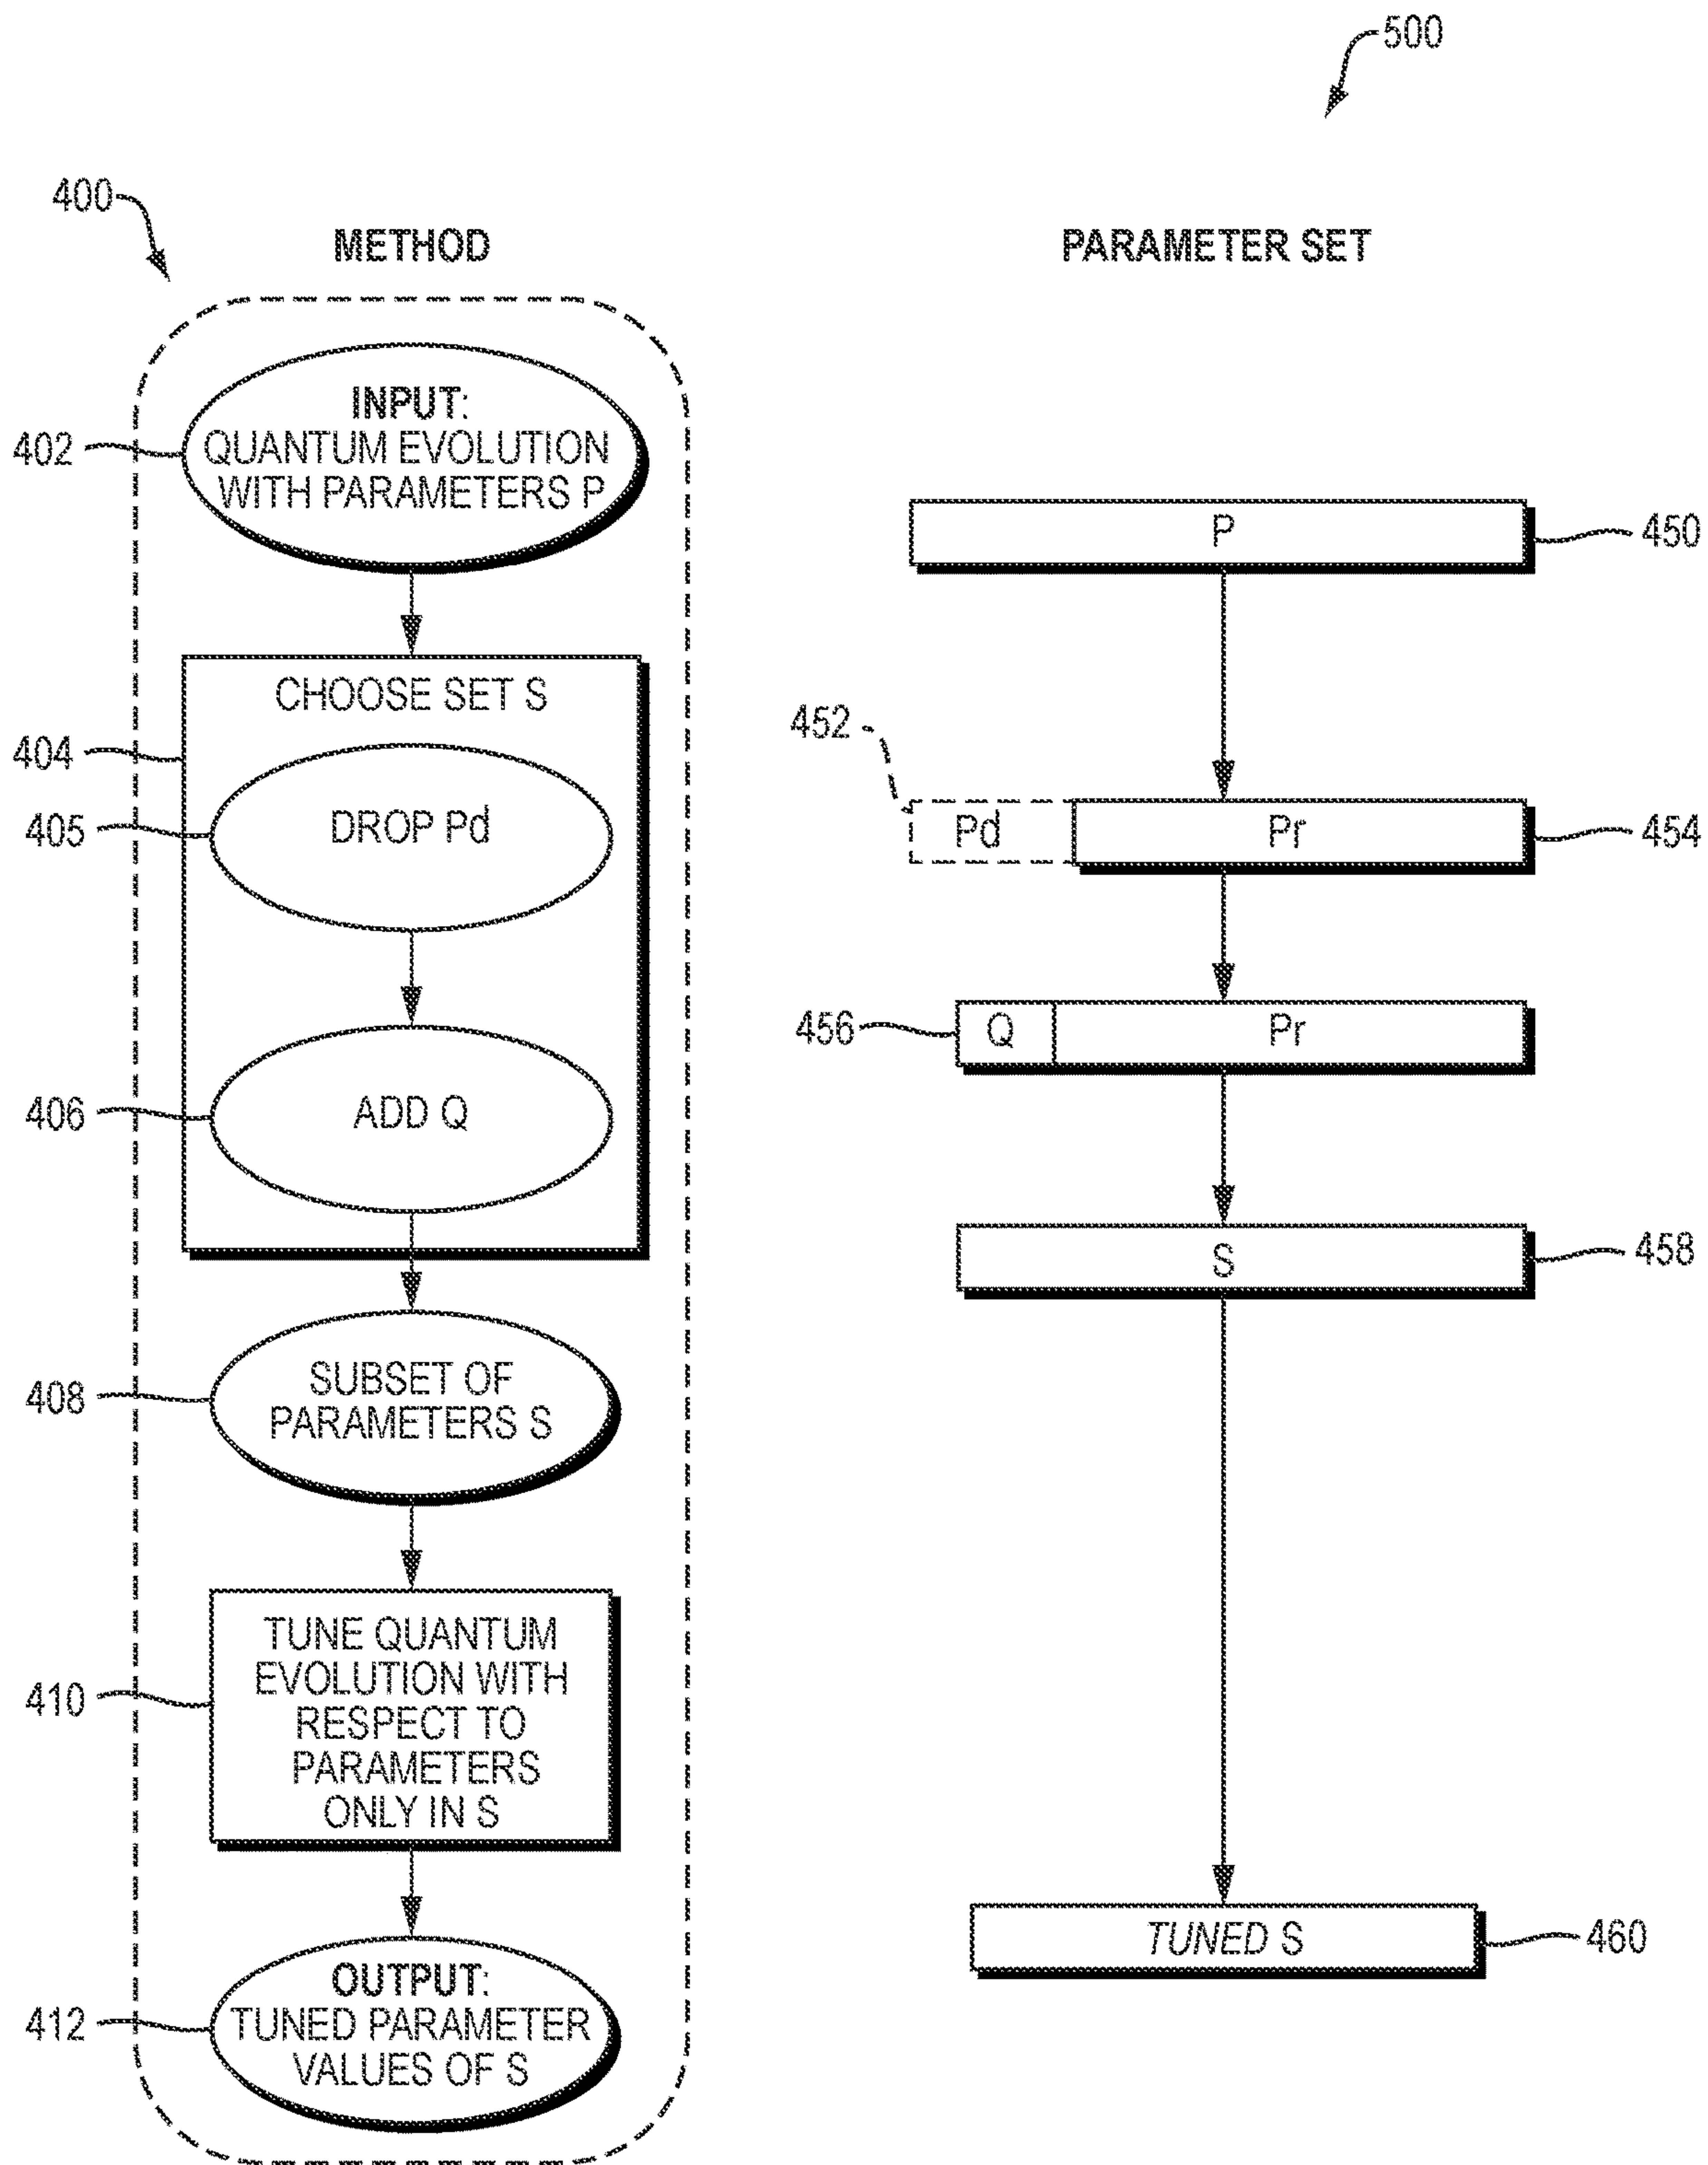 500
400
METHOD
PARAMETER SET
402
INPUT:
QUANTUM EVOLUTION
WITH PARAMETERS P
P
450
404
CHOOSE SET S
405
DROP Pd
452
Pd
Pr
454
406
ADD Q
456
Q
Pr
S
458
408
SUBSET OF
PARAMETERS S
410
TUNE QUANTUM
EVOLUTION WITH
RESPECT TO
PARAMETERS
ONLY IN S
412
OUTPUT:
TUNED PARAMETER
VALUES OF S
TUNED S
460